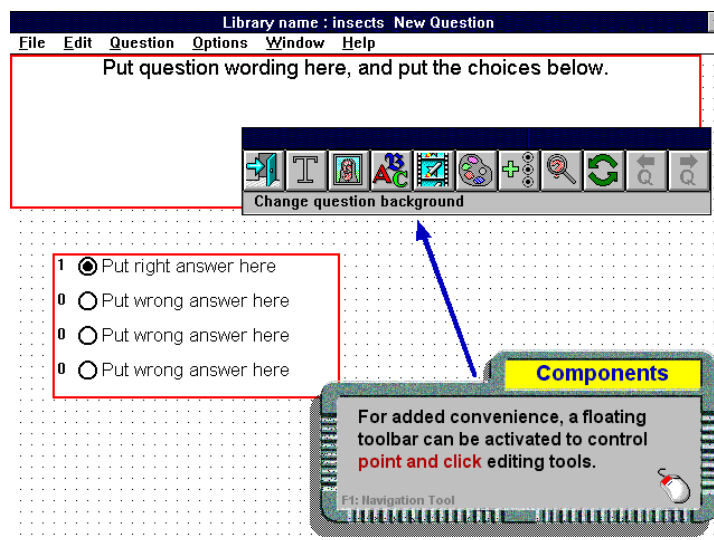 Library name : insects New Question
File Edit Question Options Window Help
Put question wording here, and put the choices below.
T A B C Q Q
Change question background
1 Put right answer here
0 Put wrong answer here
0 Put wrong answer here
0 Put wrong answer here
Components
For added convenience, a floating
toolbar can be activated to control
point and click editing tools.
F1: Navigation Tool